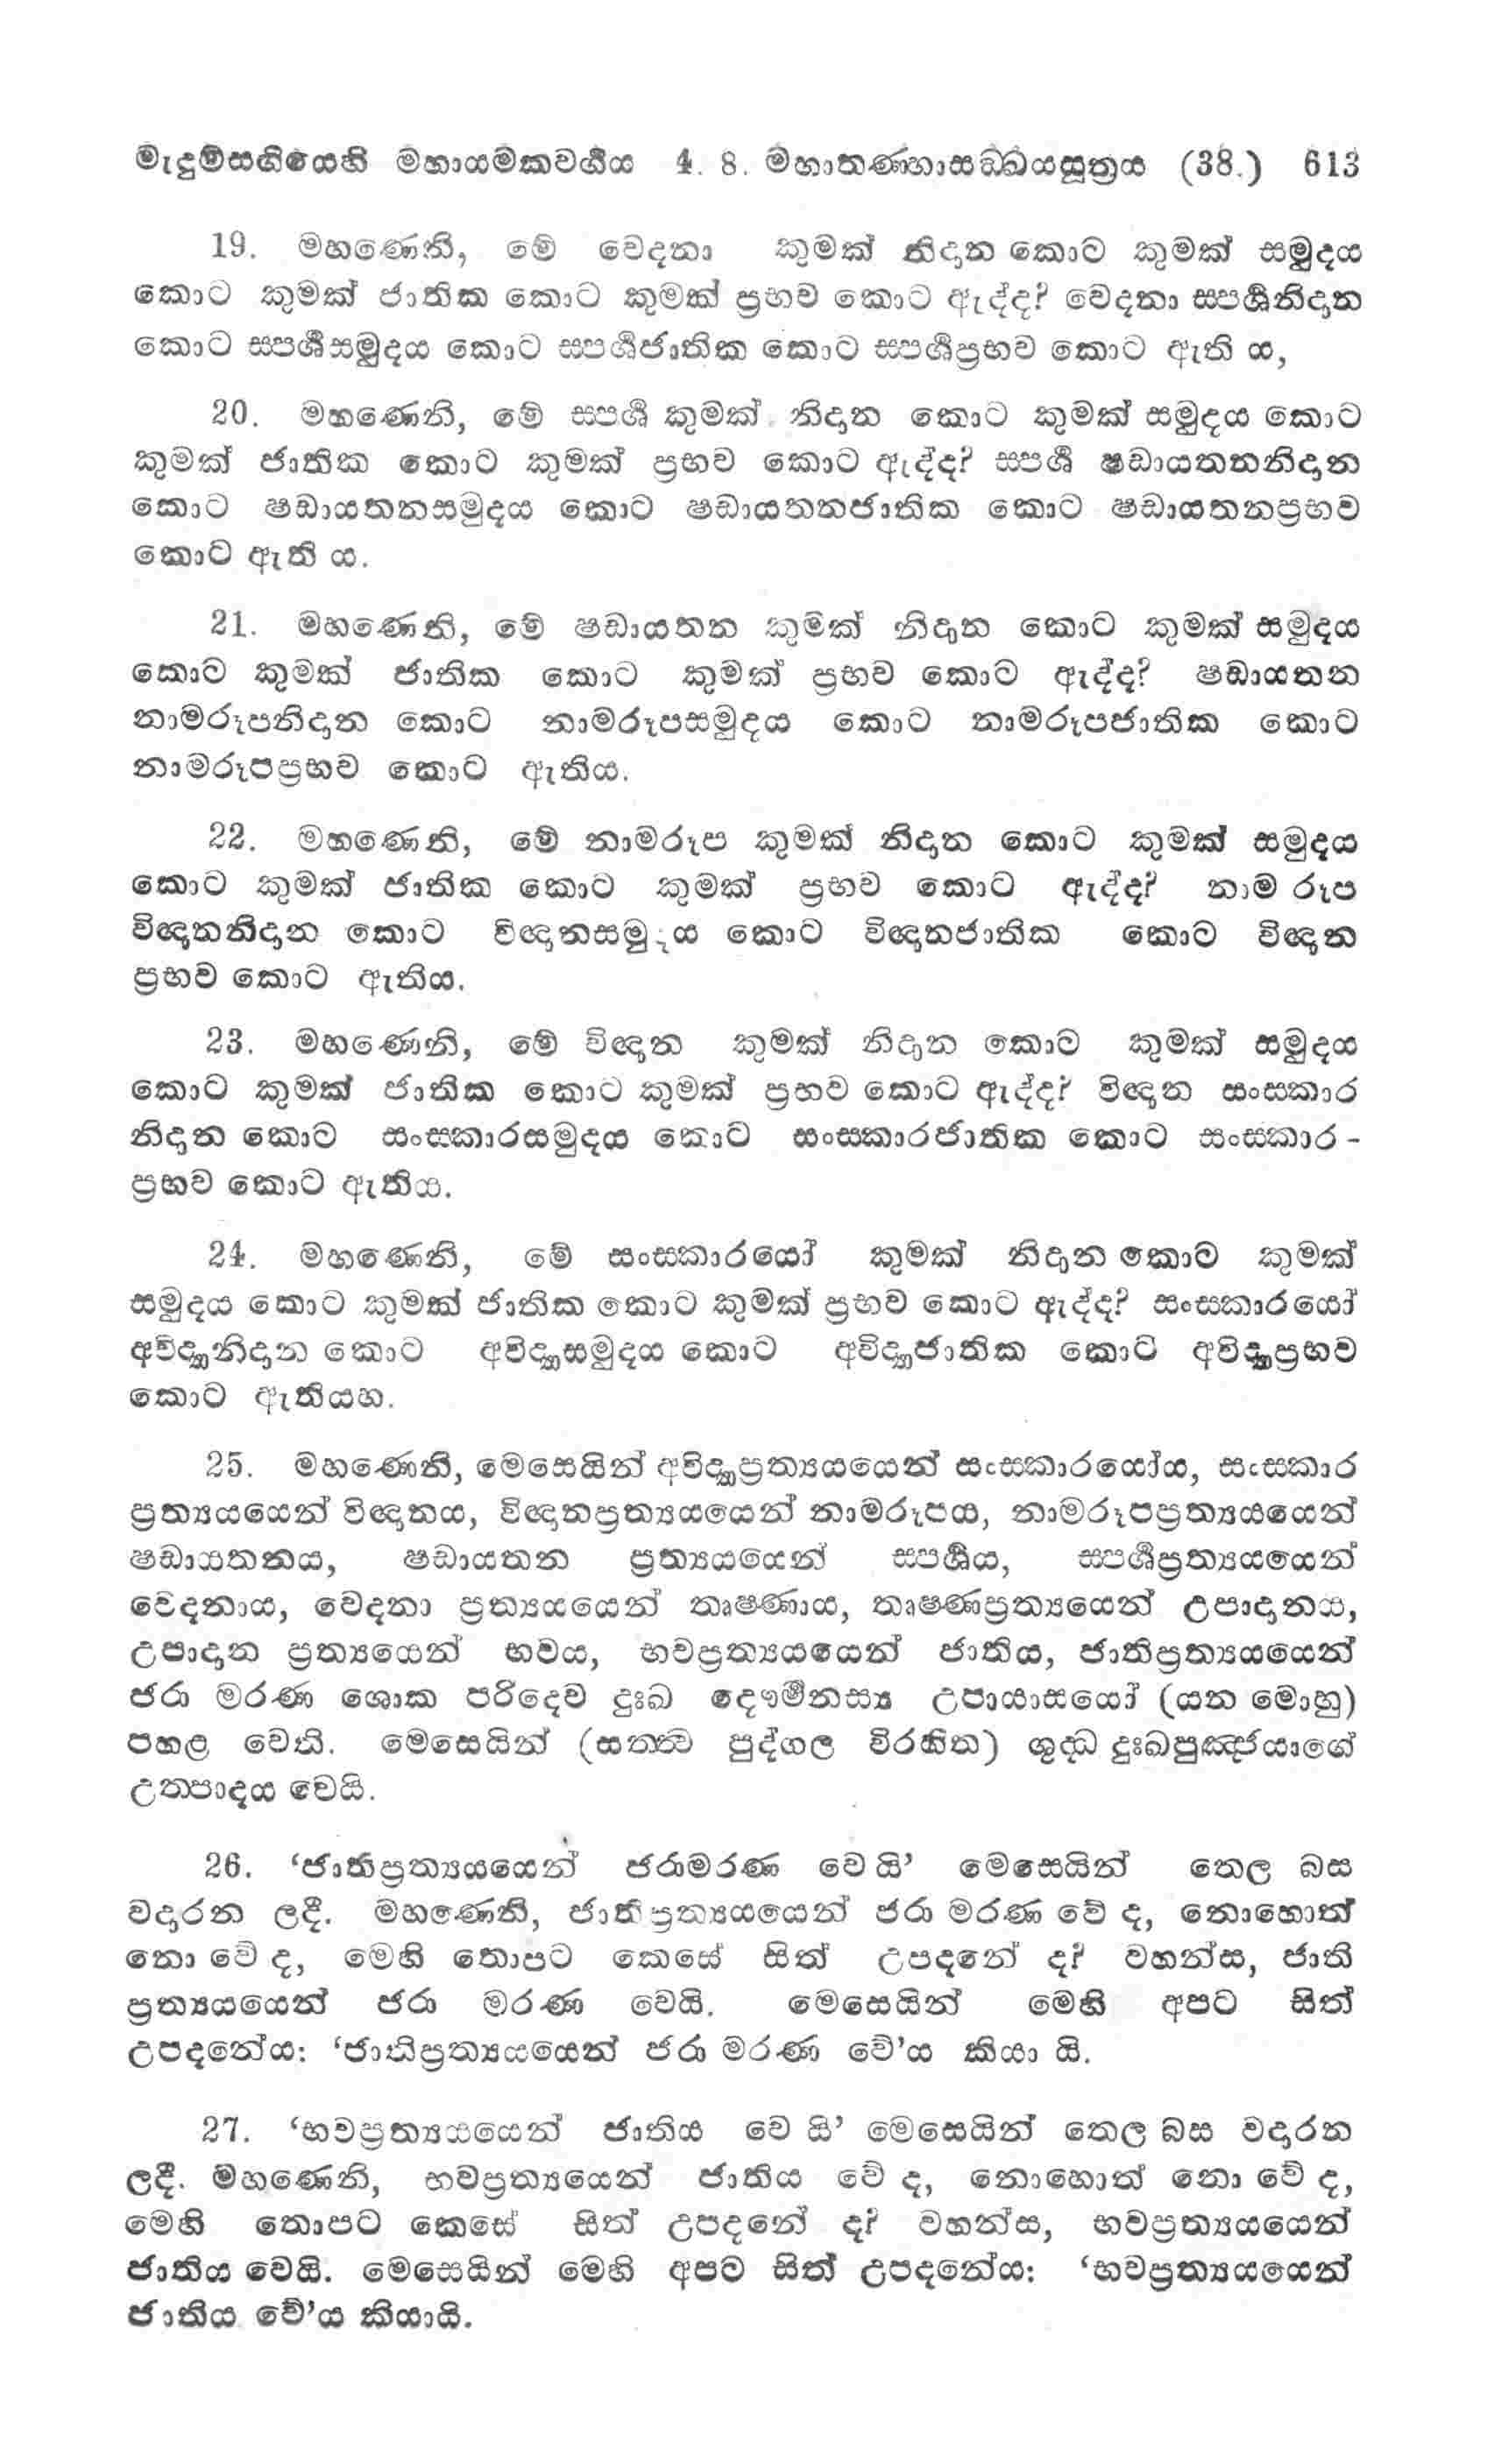 මැදුම්සඟියෙහි මහායමකවර්‍ගය 4. 8. මහාතණ්හාසඞ්ඛයසූත්‍රය (38.) 613
19. මහණෙනි, මේ වෙදනා කුමක් නිදාන කොට කුමක් සමුදය
කොට කුමක් ජාතික කොට කුමක් ප්‍රභව කොට ඇද්ද? වෙදනා ස්පර්‍ශනිදාන
කොට ස්පර්‍ශසමුදය කොට ස්පර්‍ශජාතික කොට ස්පර්‍ශප්‍රභව කොට ඇති ය,
20. මහණෙනි, මේ ස්පර්‍ශ කුමක් නිදාන කොට කුමක් සමුදය කොට
කුමක් ජාතික කොට කුමක් ප්‍රභව කොට ඇද්ද? ස්පර්‍ශ ෂඩායතනනිදාන
කොට ෂඩායතනසමුදය කොට ෂඩායතනජාතික කොට ෂඩායතනප්‍රභව
කොට ඇති ය.
21. මහණෙනි, මේ ෂඩායතන කුමක් නිදාන කොට කුමක් සමුදය
කොට කුමක් ජාතික කොට කුමක් ප්‍රභව කොට ඇද්ද? ෂඩායතන
නාමරූපනිදාන කොට නාමරූපසමුදය කොට නාමරූපජාතික කොට
නාමරූපප්‍රභව කොට ඇතිය.
22. මහණෙනි, මේ නාමරූප කුමක් නිදාන කොට කුමක් සමුදය
කොට කුමක් ජාතික කොට කුමක් ප්‍රභව කොට ඇද්ද? නාම රූප
විඥානනිදාන කොට විඥානසමුදය කොට විඥානජාතික කොට විඥාන
ප්‍රභව කොට ඇතිය.
23. මහණෙනි, මේ විඥාන කුමක් නිදාන කොට කුමක් සමුදය
කොට කුමක් ජාතික කොට කුමක් ප්‍රභව කොට ඇද්ද? විඥාන සංස්කාර
නිදාන කොට සංස්කාරසමුදය කොට සංස්කාරජාතික කොට සංස්කාර-
ප්‍රභව කොට ඇතිය.
24. මහණෙනි, මේ සංස්කාරයෝ කුමක් නිදාන කොට කුමක්
සමුදය කොට කුමක් ජාතික කොට කුමක් ප්‍රභව කොට ඇද්ද? සංස්කාරයෝ
අවිද්‍යානිදාන කොට අවිද්‍යාසමුදය කොට අවිද්‍යාජාතික කොට අවිද්‍යාප්‍රභව
කොට ඇතියහ.
25. මහණෙනි, මෙසෙයින් අවිද්‍යාප්‍රත්‍යයයෙන් සංස්කාරයෝය, සංස්කාර
ප්‍රත්‍යයයෙන් විඥානය, විඥානප්‍රත්‍යයයෙන් නාමරූපය, නාමරූපප්‍රත්‍යයයෙන්
ෂඩායතනය, ෂඩායතන ප්‍රත්‍යයයෙන් ස්පර්‍ශය, ස්පර්‍ශප්‍රත්‍යයයෙන්
වෙදනාය, වෙදනා ප්‍රත්‍යයයෙන් තෘෂ්ණාය, තෘෂ්ණප්‍රත්‍යයෙන් උපාදානය,
උපාදාන ප්‍රත්‍යයෙන් භවය, භවප්‍රත්‍යයයෙන් ජාතිය, ජාතිප්‍රත්‍යයයෙන්
ජරා මරණ ශොක පරිදෙව දුඃඛ දෞර්‍මනස්‍ය උපායාසයෝ (යන මොහු)
පහළ වෙති. මෙසෙයින් (සත්ත්‍ව පුද්ගල විරහිත) ශුද්ධ දුඃඛපුඤ්ජයාගේ
උත්පාදය වෙයි.
26. ‘ජාතිප්‍රත්‍යයයෙන් ජරාමරණ වෙ යි’ මෙසෙයින් තෙල බස
වදාරන ලදී. මහණෙනි, ජාතිප්‍රත්‍යයයෙන් ජරා මරණ වේ ද, නොහොත්
නො වේ ද, මෙහි තොපට කෙසේ සිත් උපදනේ ද? වහන්ස, ජාති
ප්‍රත්‍යයයෙන් ජරා මරණ වෙයි. මෙසෙයින් මෙහි අපට සිත්
උපදනේය: ‘ජාතිප්‍රත්‍යයයෙන් ජරා මරණ වේ’ය කියා යි.
27. ‘භවප්‍රත්‍යයයෙන් ජාතිය වෙ යි’ මෙසෙයින් තෙල බස වදාරන
ලදී. මහණෙනි, භවප්‍රත්‍යයෙන් ජාතිය වේ ද, නොහොත් නො වේ ද,
මෙහි තොපට කෙසේ සිත් උපදනේ ද? වහන්ස, භවප්‍රත්‍යයයෙන්
ජාතිය වෙයි. මෙසෙයින් මෙහි අපට සිත් උපදනේය: ‘භවප්‍රත්‍යයයෙන්
ජාතිය වේ’ය කියායි.